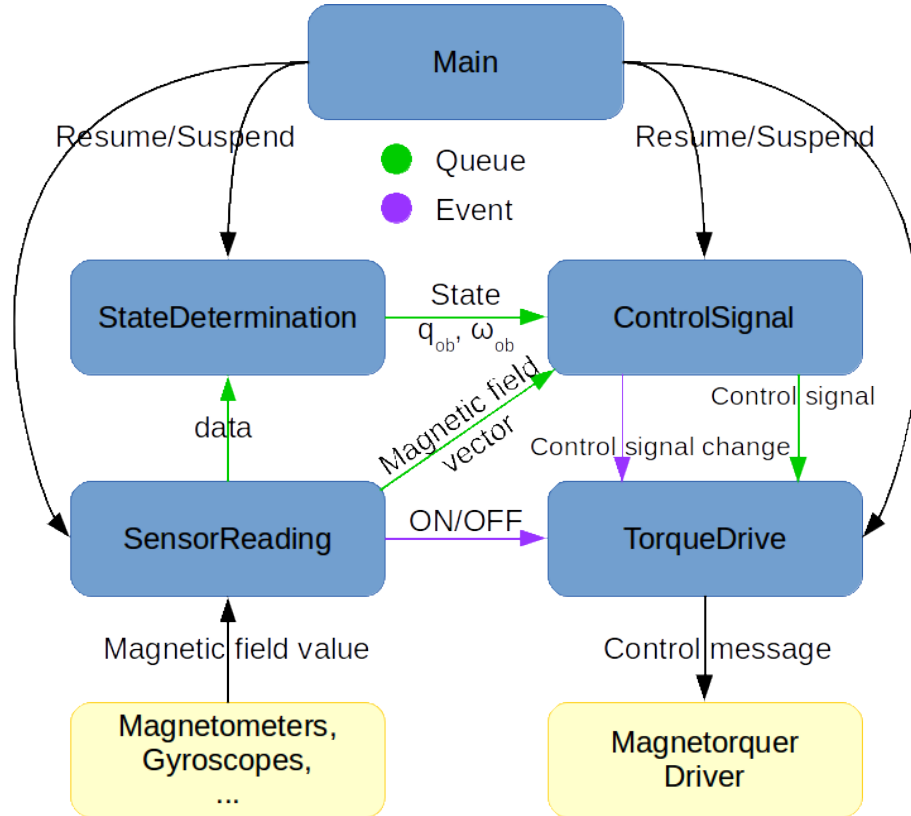 Main
Resume/Suspend
Resume/Suspend
Queue
Event
StateDetermination
State
q_ob, ω_ob
ControlSignal
data
Magnetic field
vector
Control signal
Control signal change
SensorReading
ON/OFF
TorqueDrive
Magnetic field value
Control message
Magnetometers,
Gyroscopes,
...
Magnetorquer
Driver